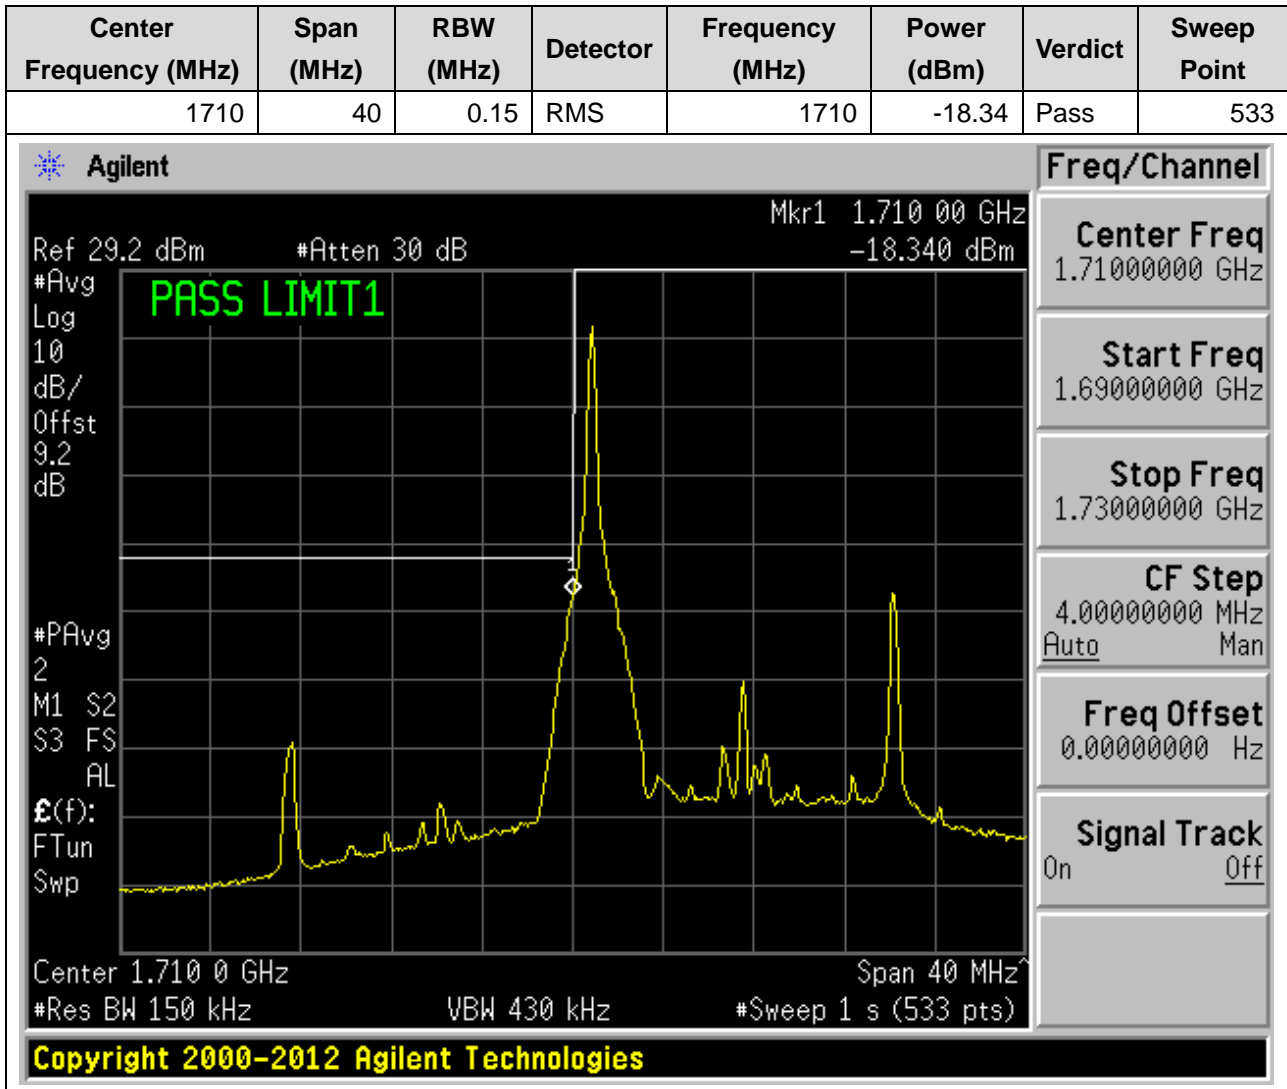 Center Frequency (MHz) Span (MHz) RBW (MHz) Detector Frequency (MHz) Power (dBm) Verdict Sweep Point
1710 40 0.15 RMS 1710 -18.34 Pass 533
Agilent
Freq/Channel
Mkr1 1.710 00 GHz
Ref 29.2 dBm #Atten 30 dB -18.340 dBm
#Avg
Log
10
dB/
Offst
9.2
dB
PASS LIMIT1
1
#PAvg
2
M1 S2
S3 FS
AL
£(f):
FTun
Swp
Center 1.710 0 GHz Span 40 MHz^
#Res BW 150 kHz VBW 430 kHz #Sweep 1 s (533 pts)
Center Freq
1.71000000 GHz
Start Freq
1.69000000 GHz
Stop Freq
1.73000000 GHz
CF Step
4.00000000 MHz
Auto Man
Freq Offset
0.00000000 Hz
Signal Track
On Off
Copyright 2000-2012 Agilent Technologies